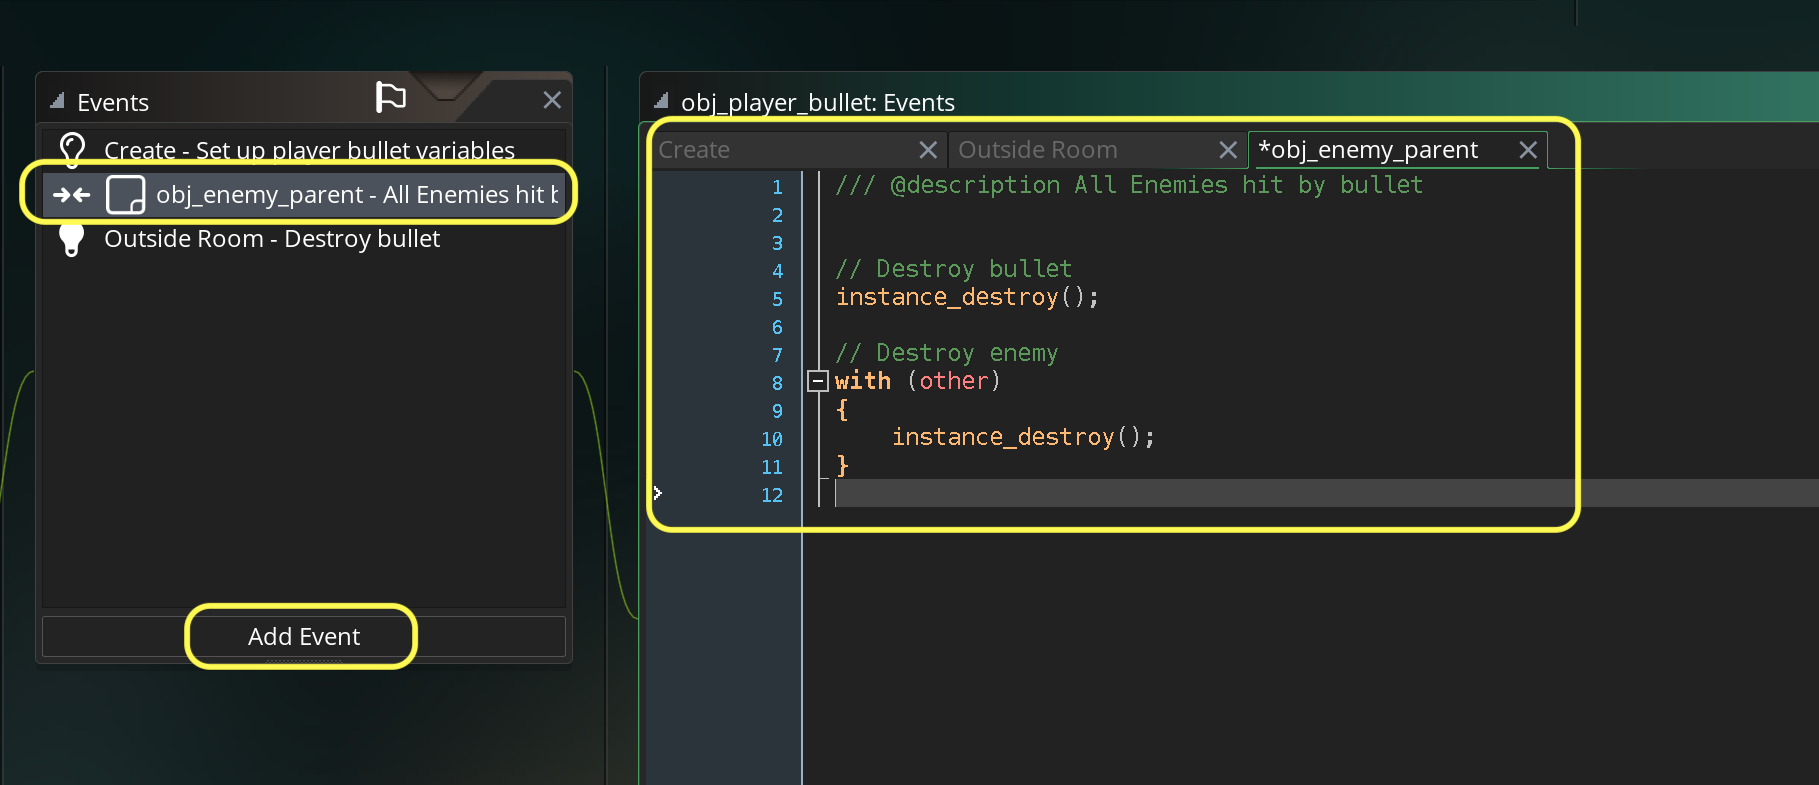 Events
Create - Set up player bullet variables
obj_enemy_parent - All Enemies hit b
Outside Room - Destroy bullet
Add Event
obj_player_bullet: Events
Create
Outside Room
*obj_enemy_parent
1 /// @description All Enemies hit by bullet
2
3
4 // Destroy bullet
5 instance_destroy();
6
7 // Destroy enemy
8 with (other)
9 {
10 instance_destroy();
11 }
12